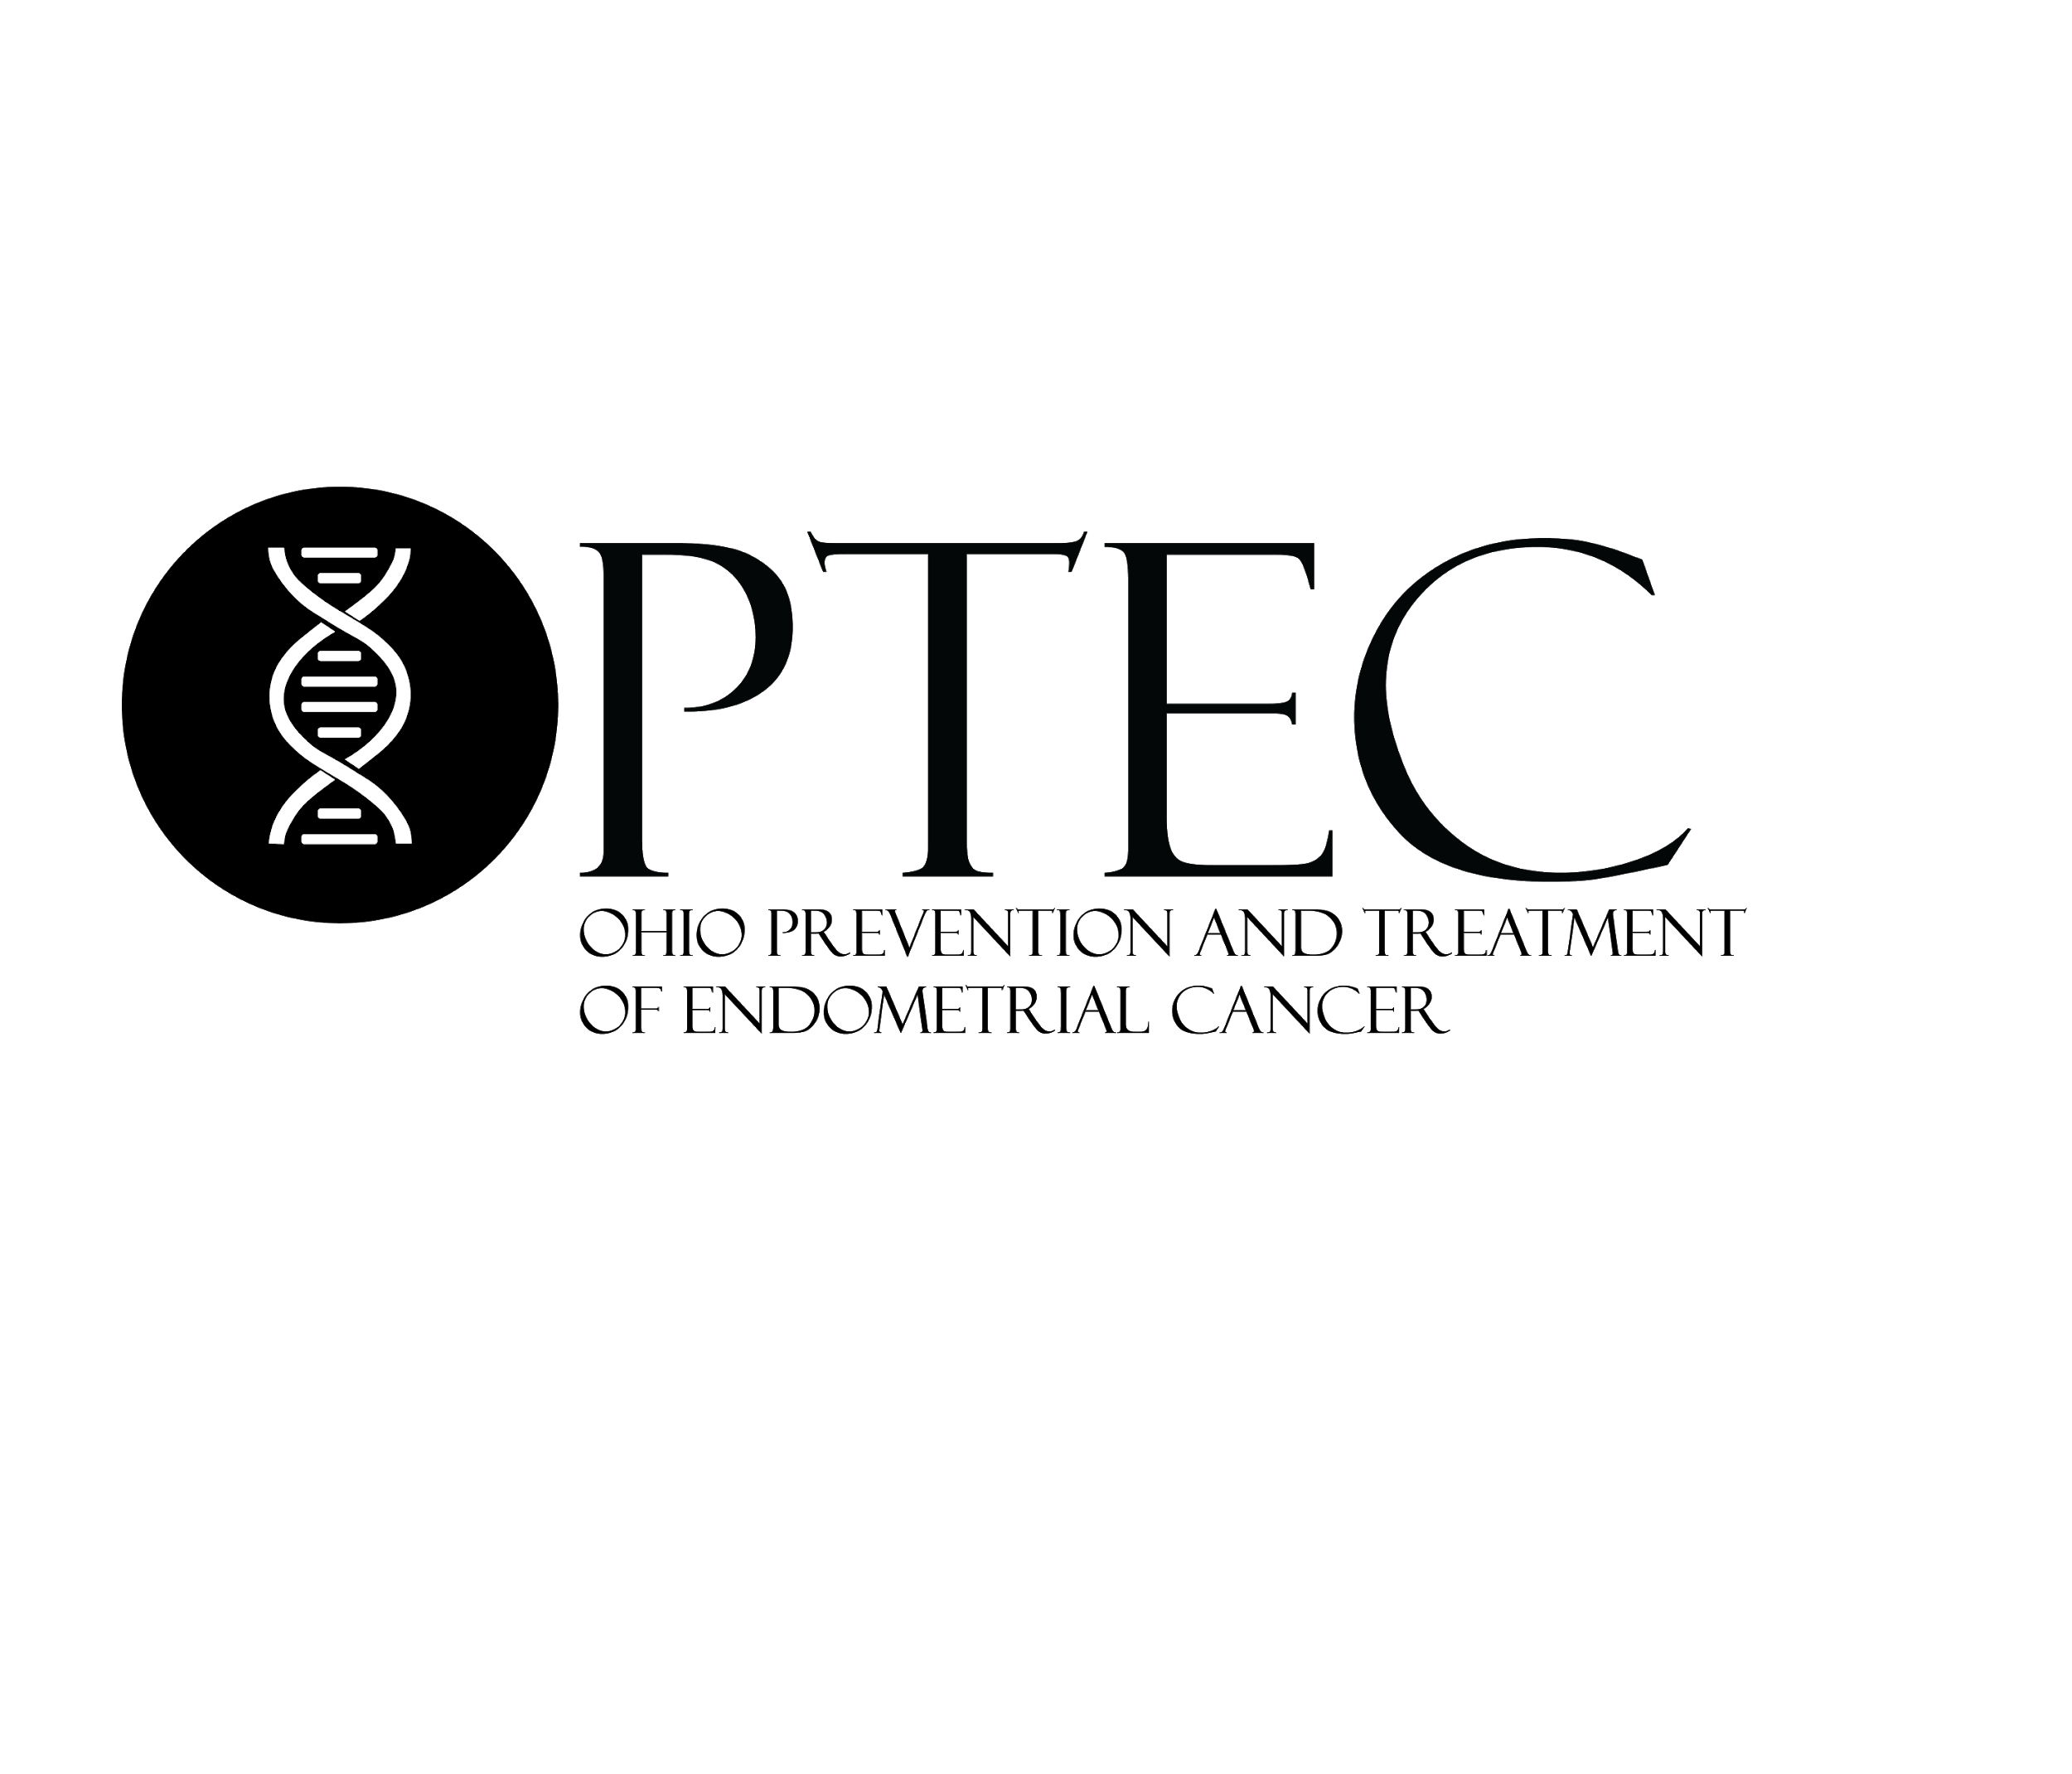 OPTEC
OHIO PREVENTION AND TREATMENT
OF ENDOMETRIAL CANCER